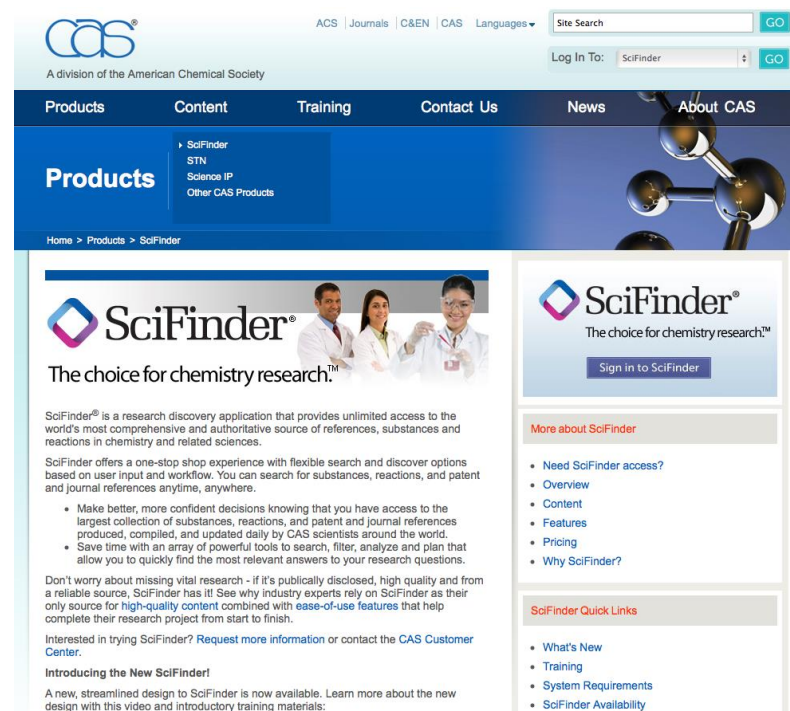 CAS®
A division of the American Chemical Society
ACS | Journals | C&EN | CAS Languages
Site Search
GO
Log In To: SciFinder
GO
Products Content Training Contact Us News About CAS
Products
SciFinder
STN
Science IP
Other CAS Products
Home > Products > SciFinder
SciFinder®
The choice for chemistry research.™
SciFinder® is a research discovery application that provides unlimited access to the
world's most comprehensive and authoritative source of references, substances and
reactions in chemistry and related sciences.
SciFinder offers a one-stop shop experience with flexible search and discover options
based on user input and workflow. You can search for substances, reactions, and patent
and journal references anytime, anywhere.
• Make better, more confident decisions knowing that you have access to the
largest collection of substances, reactions, and patent and journal references
produced, compiled, and updated daily by CAS scientists around the world.
• Save time with an array of powerful tools to search, filter, analyze and plan that
allow you to quickly find the most relevant answers to your research questions.
Don't worry about missing vital research - if it's publically disclosed, high quality and from
a reliable source, SciFinder has it! See why industry experts rely on SciFinder as their
only source for high-quality content combined with ease-of-use features that help
complete their research project from start to finish.
Interested in trying SciFinder? Request more information or contact the CAS Customer
Center.
Introducing the New SciFinder!
A new, streamlined design to SciFinder is now available. Learn more about the new
design with this video and introductory training materials:
SciFinder®
The choice for chemistry research.™
Sign in to SciFinder
More about SciFinder
• Need SciFinder access?
• Overview
• Content
• Features
• Pricing
• Why SciFinder?
SciFinder Quick Links
• What's New
• Training
• System Requirements
• SciFinder Availability